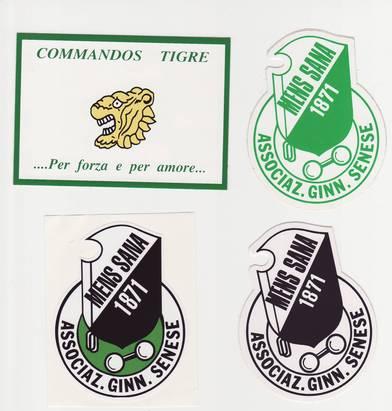 COMMANDOS TIGRE
....Per forza e per amore...
MENS SANA
1871
ASSOCIAZ. GINN. SENESE
MENS SANA
1871
ASSOCIAZ. GINN. SENESE
MENS SANA
1871
ASSOCIAZ. GINN. SENESE